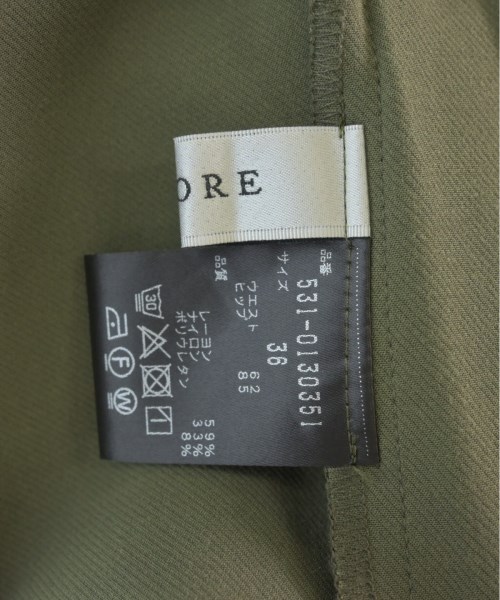 ORE
品番
531-0130351
サイズ 36
ウエスト 62
ヒップ 85
品質
レーヨン 59%
ナイロン 33%
ポリウレタン 8%
30
F W